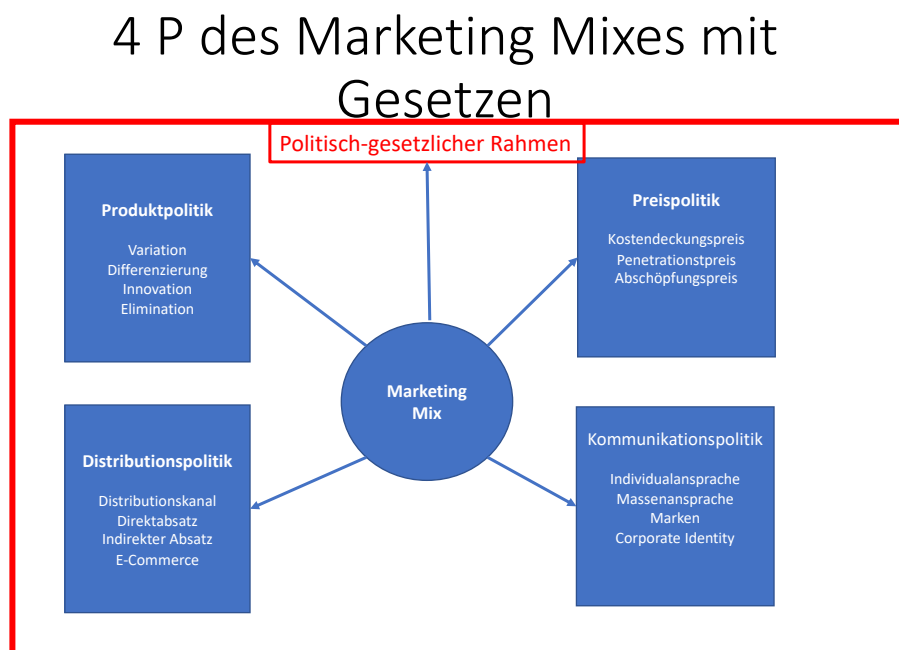 4 P des Marketing Mixes mit
Gesetzen
Politisch-gesetzlicher Rahmen
Produktpolitik
Variation
Differenzierung
Innovation
Elimination
Preispolitik
Kostendeckungspreis
Penetrationstpreis
Abschöpfungspreis
Marketing
Mix
Distributionspolitik
Distributionskanal
Direktabsatz
Indirekter Absatz
E-Commerce
Kommunikationspolitik
Individualansprache
Massenansprache
Marken
Corporate Identity